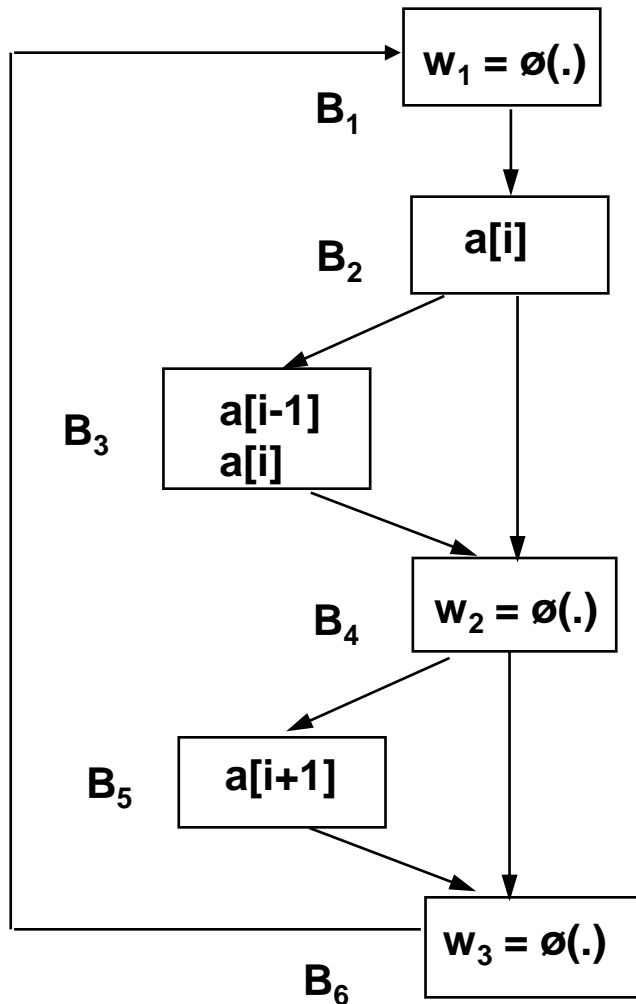 w₁ = ø(.)
B₁
a[i]
B₂
a[i-1]
a[i]
B₃
w₂ = ø(.)
B₄
a[i+1]
B₅
w₃ = ø(.)
B₆